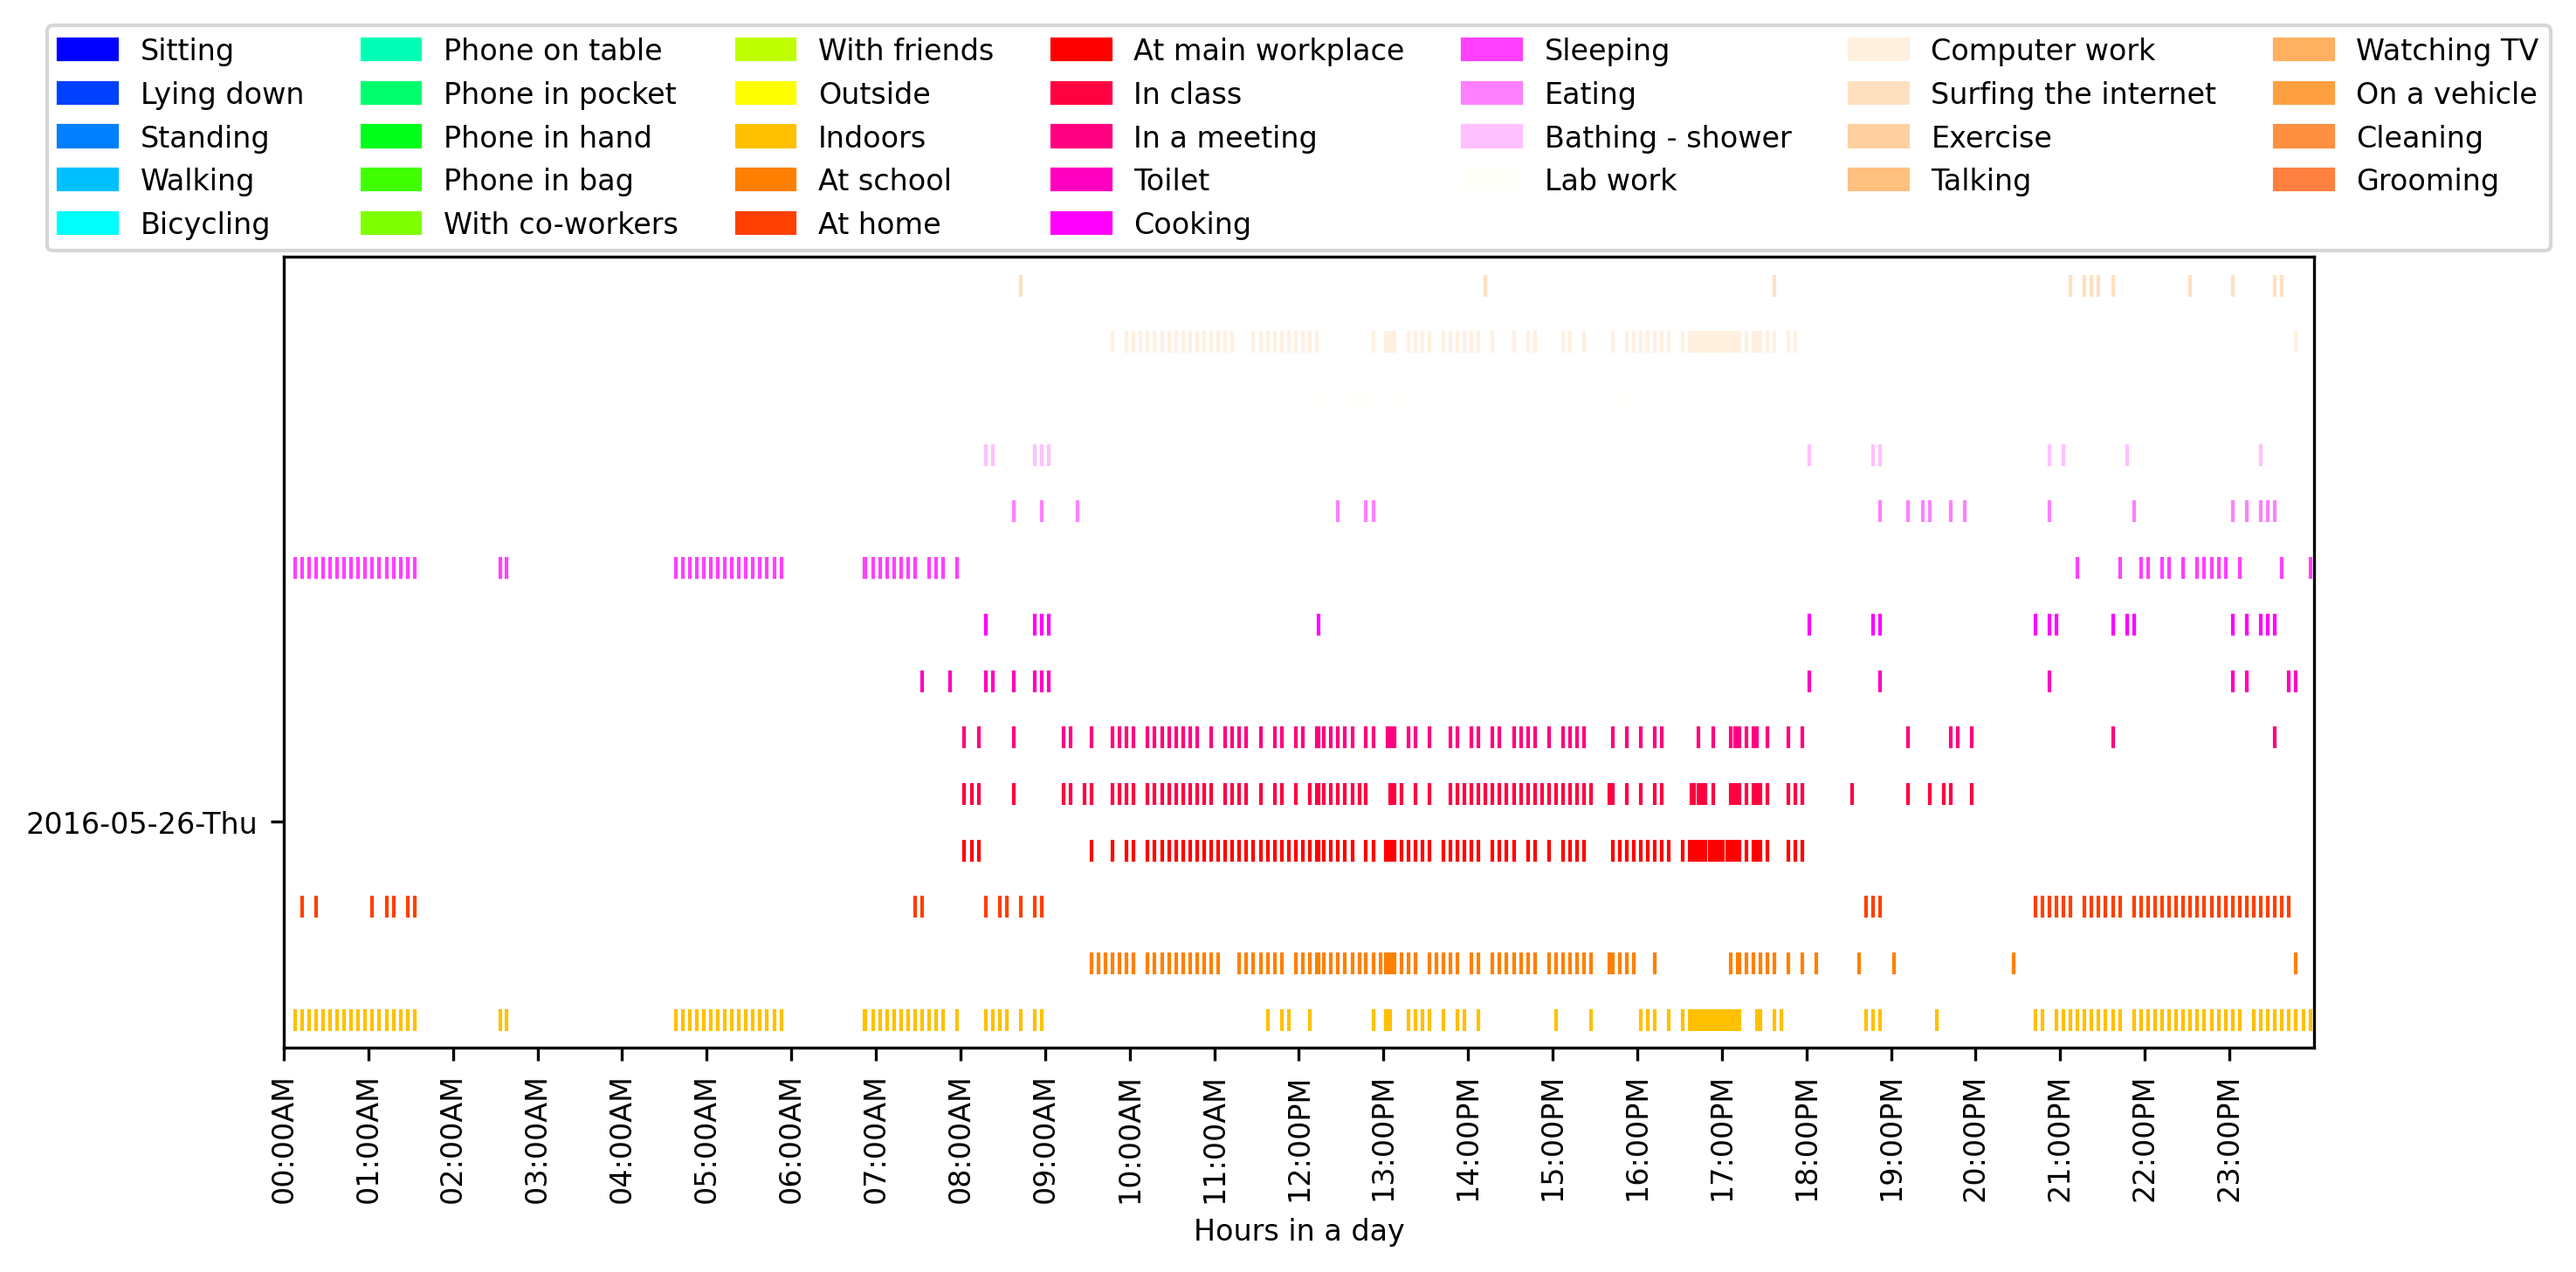 Sitting
Lying down
Standing
Walking
Bicycling
Phone on table
Phone in pocket
Phone in hand
Phone in bag
With co-workers
With friends
Outside
Indoors
At school
At home
At main workplace
In class
In a meeting
Toilet
Cooking
Sleeping
Eating
Bathing - shower
Lab work
Computer work
Surfing the internet
Exercise
Talking
Watching TV
On a vehicle
Cleaning
Grooming
2016-05-26-Thu
00:00AM
01:00AM
02:00AM
03:00AM
04:00AM
05:00AM
06:00AM
07:00AM
08:00AM
09:00AM
10:00AM
11:00AM
12:00PM
13:00PM
14:00PM
15:00PM
16:00PM
17:00PM
18:00PM
19:00PM
20:00PM
21:00PM
22:00PM
23:00PM
Hours in a day